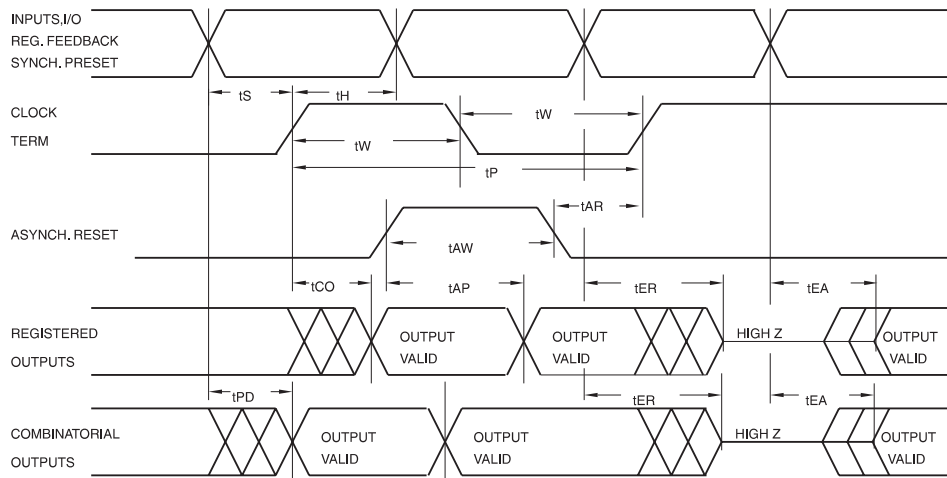 INPUTS,I/O
REG. FEEDBACK
SYNCH. PRESET
tS
tH
tW
CLOCK
TERM
tW
tP
tAR
ASYNCH. RESET
tAW
tCO
tAP
tER
tEA
REGISTERED
OUTPUTS
OUTPUT
VALID
OUTPUT
VALID
HIGH Z
OUTPUT
VALID
tPD
tER
tEA
COMBINATORIAL
OUTPUTS
OUTPUT
VALID
OUTPUT
VALID
HIGH Z
OUTPUT
VALID